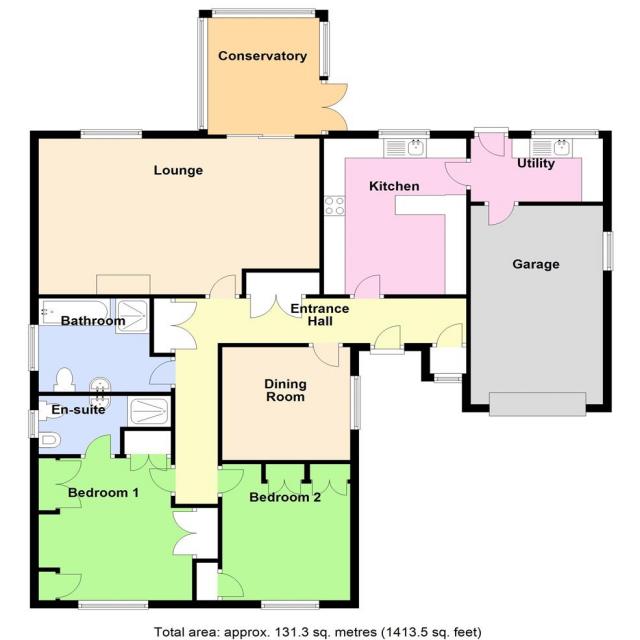 Conservatory
Lounge
Kitchen
Utility
Garage
Entrance
Hall
Bathroom
Dining
Room
En-suite
Bedroom 1
Bedroom 2
Total area: approx. 131.3 sq. metres (1413.5 sq. feet)